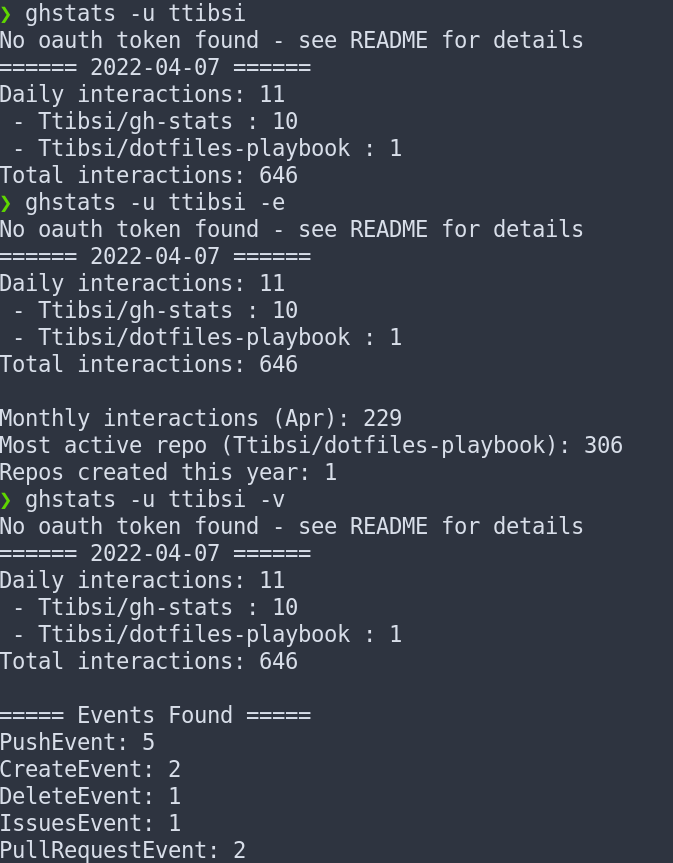 ❯ ghstats -u ttibsi
No oauth token found - see README for details
====== 2022-04-07 ======
Daily interactions: 11
 - Ttibsi/gh-stats : 10
 - Ttibsi/dotfiles-playbook : 1
Total interactions: 646
❯ ghstats -u ttibsi -e
No oauth token found - see README for details
====== 2022-04-07 ======
Daily interactions: 11
 - Ttibsi/gh-stats : 10
 - Ttibsi/dotfiles-playbook : 1
Total interactions: 646

Monthly interactions (Apr): 229
Most active repo (Ttibsi/dotfiles-playbook): 306
Repos created this year: 1
❯ ghstats -u ttibsi -v
No oauth token found - see README for details
====== 2022-04-07 ======
Daily interactions: 11
 - Ttibsi/gh-stats : 10
 - Ttibsi/dotfiles-playbook : 1
Total interactions: 646

===== Events Found =====
PushEvent: 5
CreateEvent: 2
DeleteEvent: 1
IssuesEvent: 1
PullRequestEvent: 2